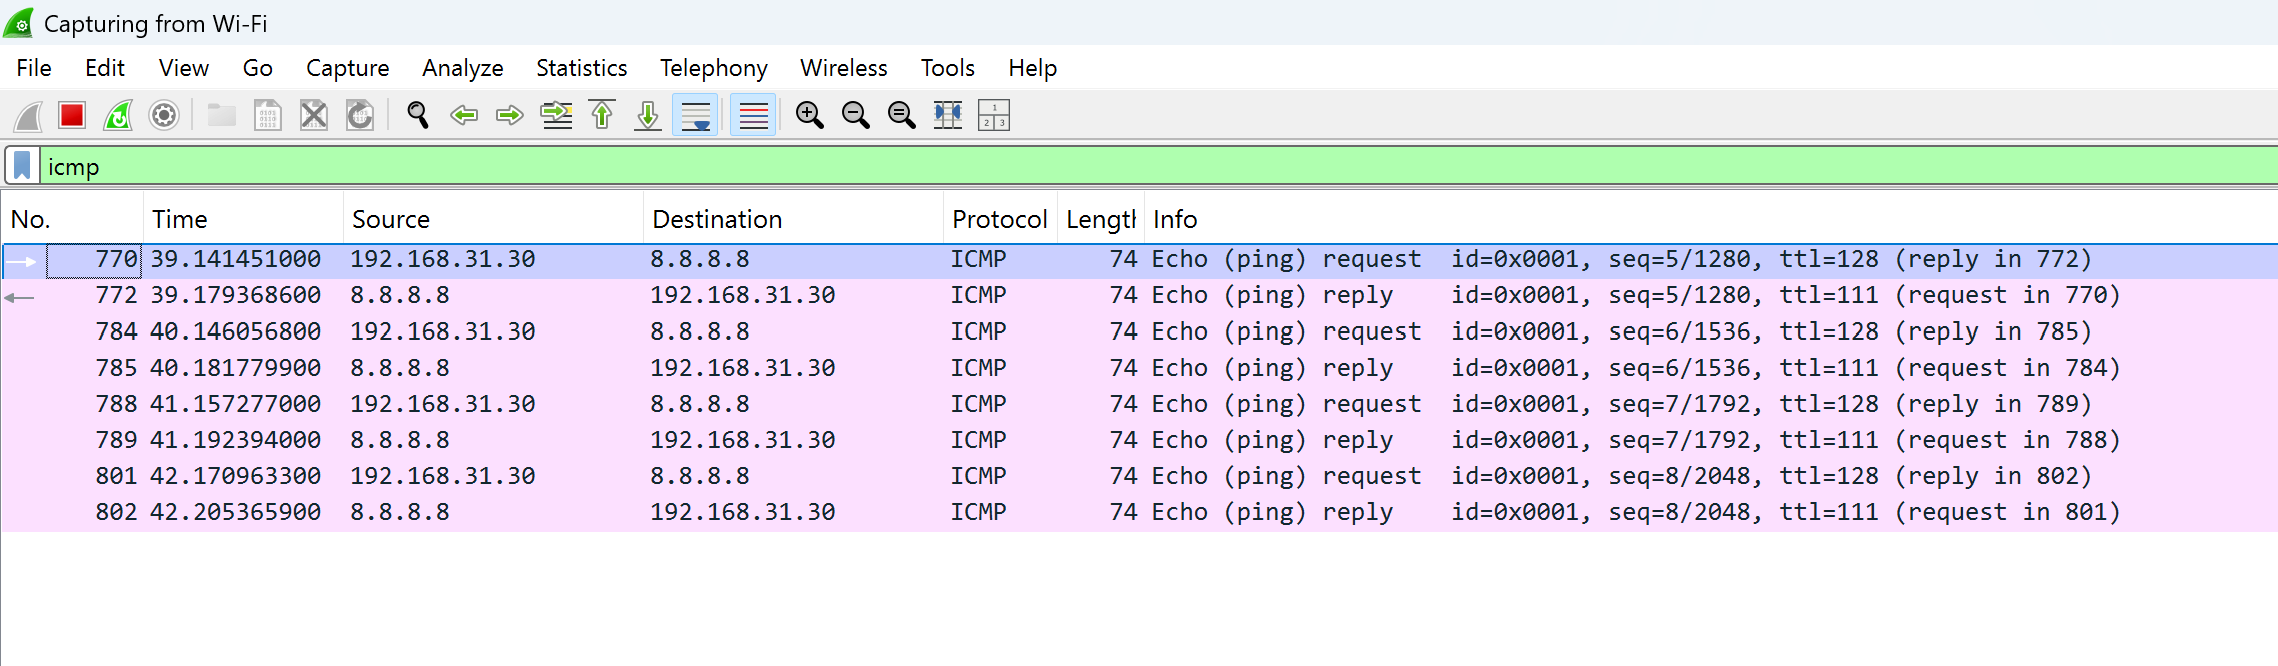 Capturing from Wi-Fi
File Edit View Go Capture Analyze Statistics Telephony Wireless Tools Help
icmp
No. Time Source Destination Protocol Length Info
770 39.141451000 192.168.31.30 8.8.8.8 ICMP 74 Echo (ping) request id=0x0001, seq=5/1280, ttl=128 (reply in 772)
772 39.179368600 8.8.8.8 192.168.31.30 ICMP 74 Echo (ping) reply id=0x0001, seq=5/1280, ttl=111 (request in 770)
784 40.146056800 192.168.31.30 8.8.8.8 ICMP 74 Echo (ping) request id=0x0001, seq=6/1536, ttl=128 (reply in 785)
785 40.181779900 8.8.8.8 192.168.31.30 ICMP 74 Echo (ping) reply id=0x0001, seq=6/1536, ttl=111 (request in 784)
788 41.157277000 192.168.31.30 8.8.8.8 ICMP 74 Echo (ping) request id=0x0001, seq=7/1792, ttl=128 (reply in 789)
789 41.192394000 8.8.8.8 192.168.31.30 ICMP 74 Echo (ping) reply id=0x0001, seq=7/1792, ttl=111 (request in 788)
801 42.170963300 192.168.31.30 8.8.8.8 ICMP 74 Echo (ping) request id=0x0001, seq=8/2048, ttl=128 (reply in 802)
802 42.205365900 8.8.8.8 192.168.31.30 ICMP 74 Echo (ping) reply id=0x0001, seq=8/2048, ttl=111 (request in 801)